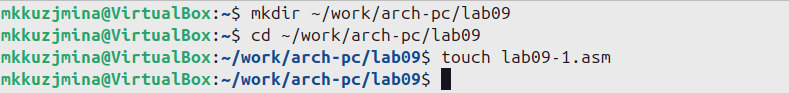 mkkuzjmina@VirtualBox:~$ mkdir ~/work/arch-pc/lab09
mkkuzjmina@VirtualBox:~$ cd ~/work/arch-pc/lab09
mkkuzjmina@VirtualBox:~/work/arch-pc/lab09$ touch lab09-1.asm
mkkuzjmina@VirtualBox:~/work/arch-pc/lab09$